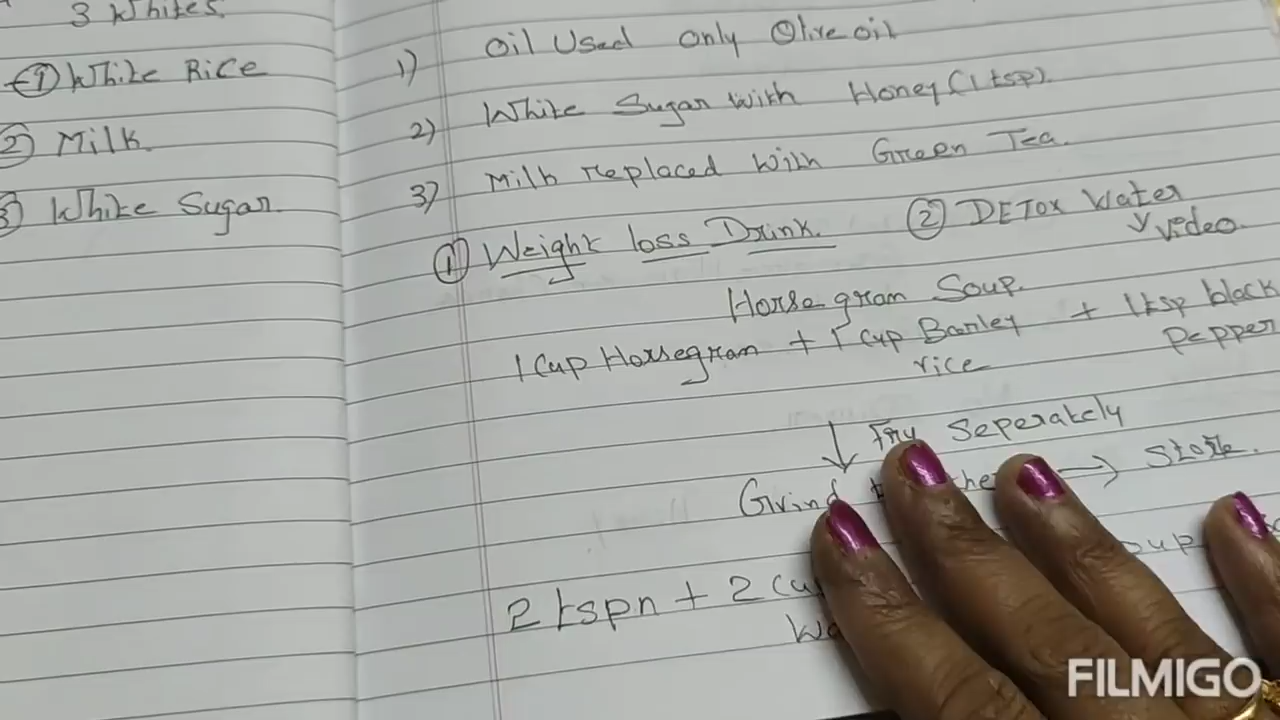 3 Whites
① White Rice
② Milk
③ White Sugar
1) Oil Used Only Olive oil
2) White Sugar with Honey (1 tsp).
3) Milk replaced with Green Tea.
① Weight loss Drink. ② DETOX Water
video
Horsegram Soup.
1 Cup Horsegram + 1 Cup Barley + 1 tsp black
rice Pepper
↓ Fry Seperately
Grind → Store.
2 tspn + 2
FILMIGO